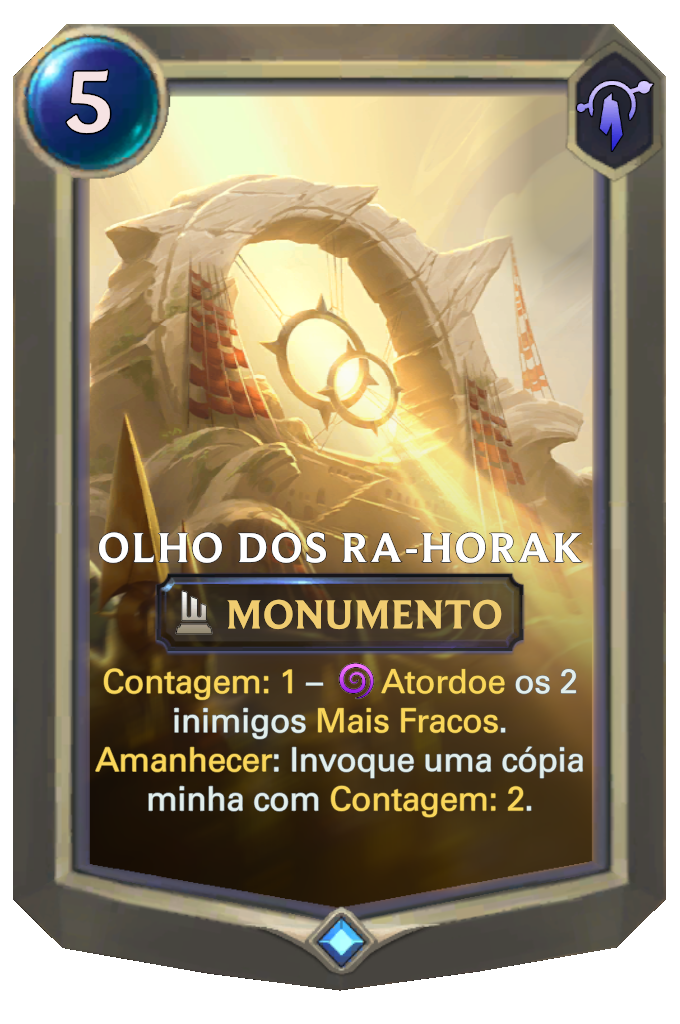 5
OLHO DOS RA-HORAK
MONUMENTO
Contagem: 1 – Atordoe os 2
inimigos Mais Fracos.
Amanhecer: Invoque uma cópia
minha com Contagem: 2.